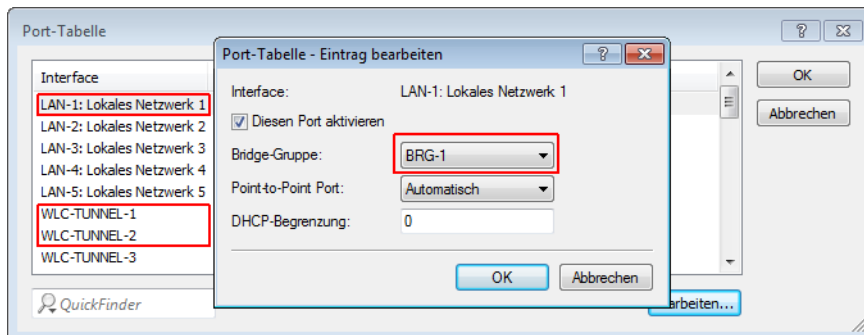 Port-Tabelle
Port-Tabelle - Eintrag bearbeiten
Interface
LAN-1: Lokales Netzwerk 1
LAN-2: Lokales Netzwerk 2
LAN-3: Lokales Netzwerk 3
LAN-4: Lokales Netzwerk 4
LAN-5: Lokales Netzwerk 5
WLC-TUNNEL-1
WLC-TUNNEL-2
WLC-TUNNEL-3
QuickFinder
Interface: LAN-1: Lokales Netzwerk 1
Diesen Port aktivieren
Bridge-Gruppe: BRG-1
Point-to-Point Port: Automatisch
DHCP-Begrenzung: 0
OK Abbrechen
OK
Abbrechen
arbeiten...